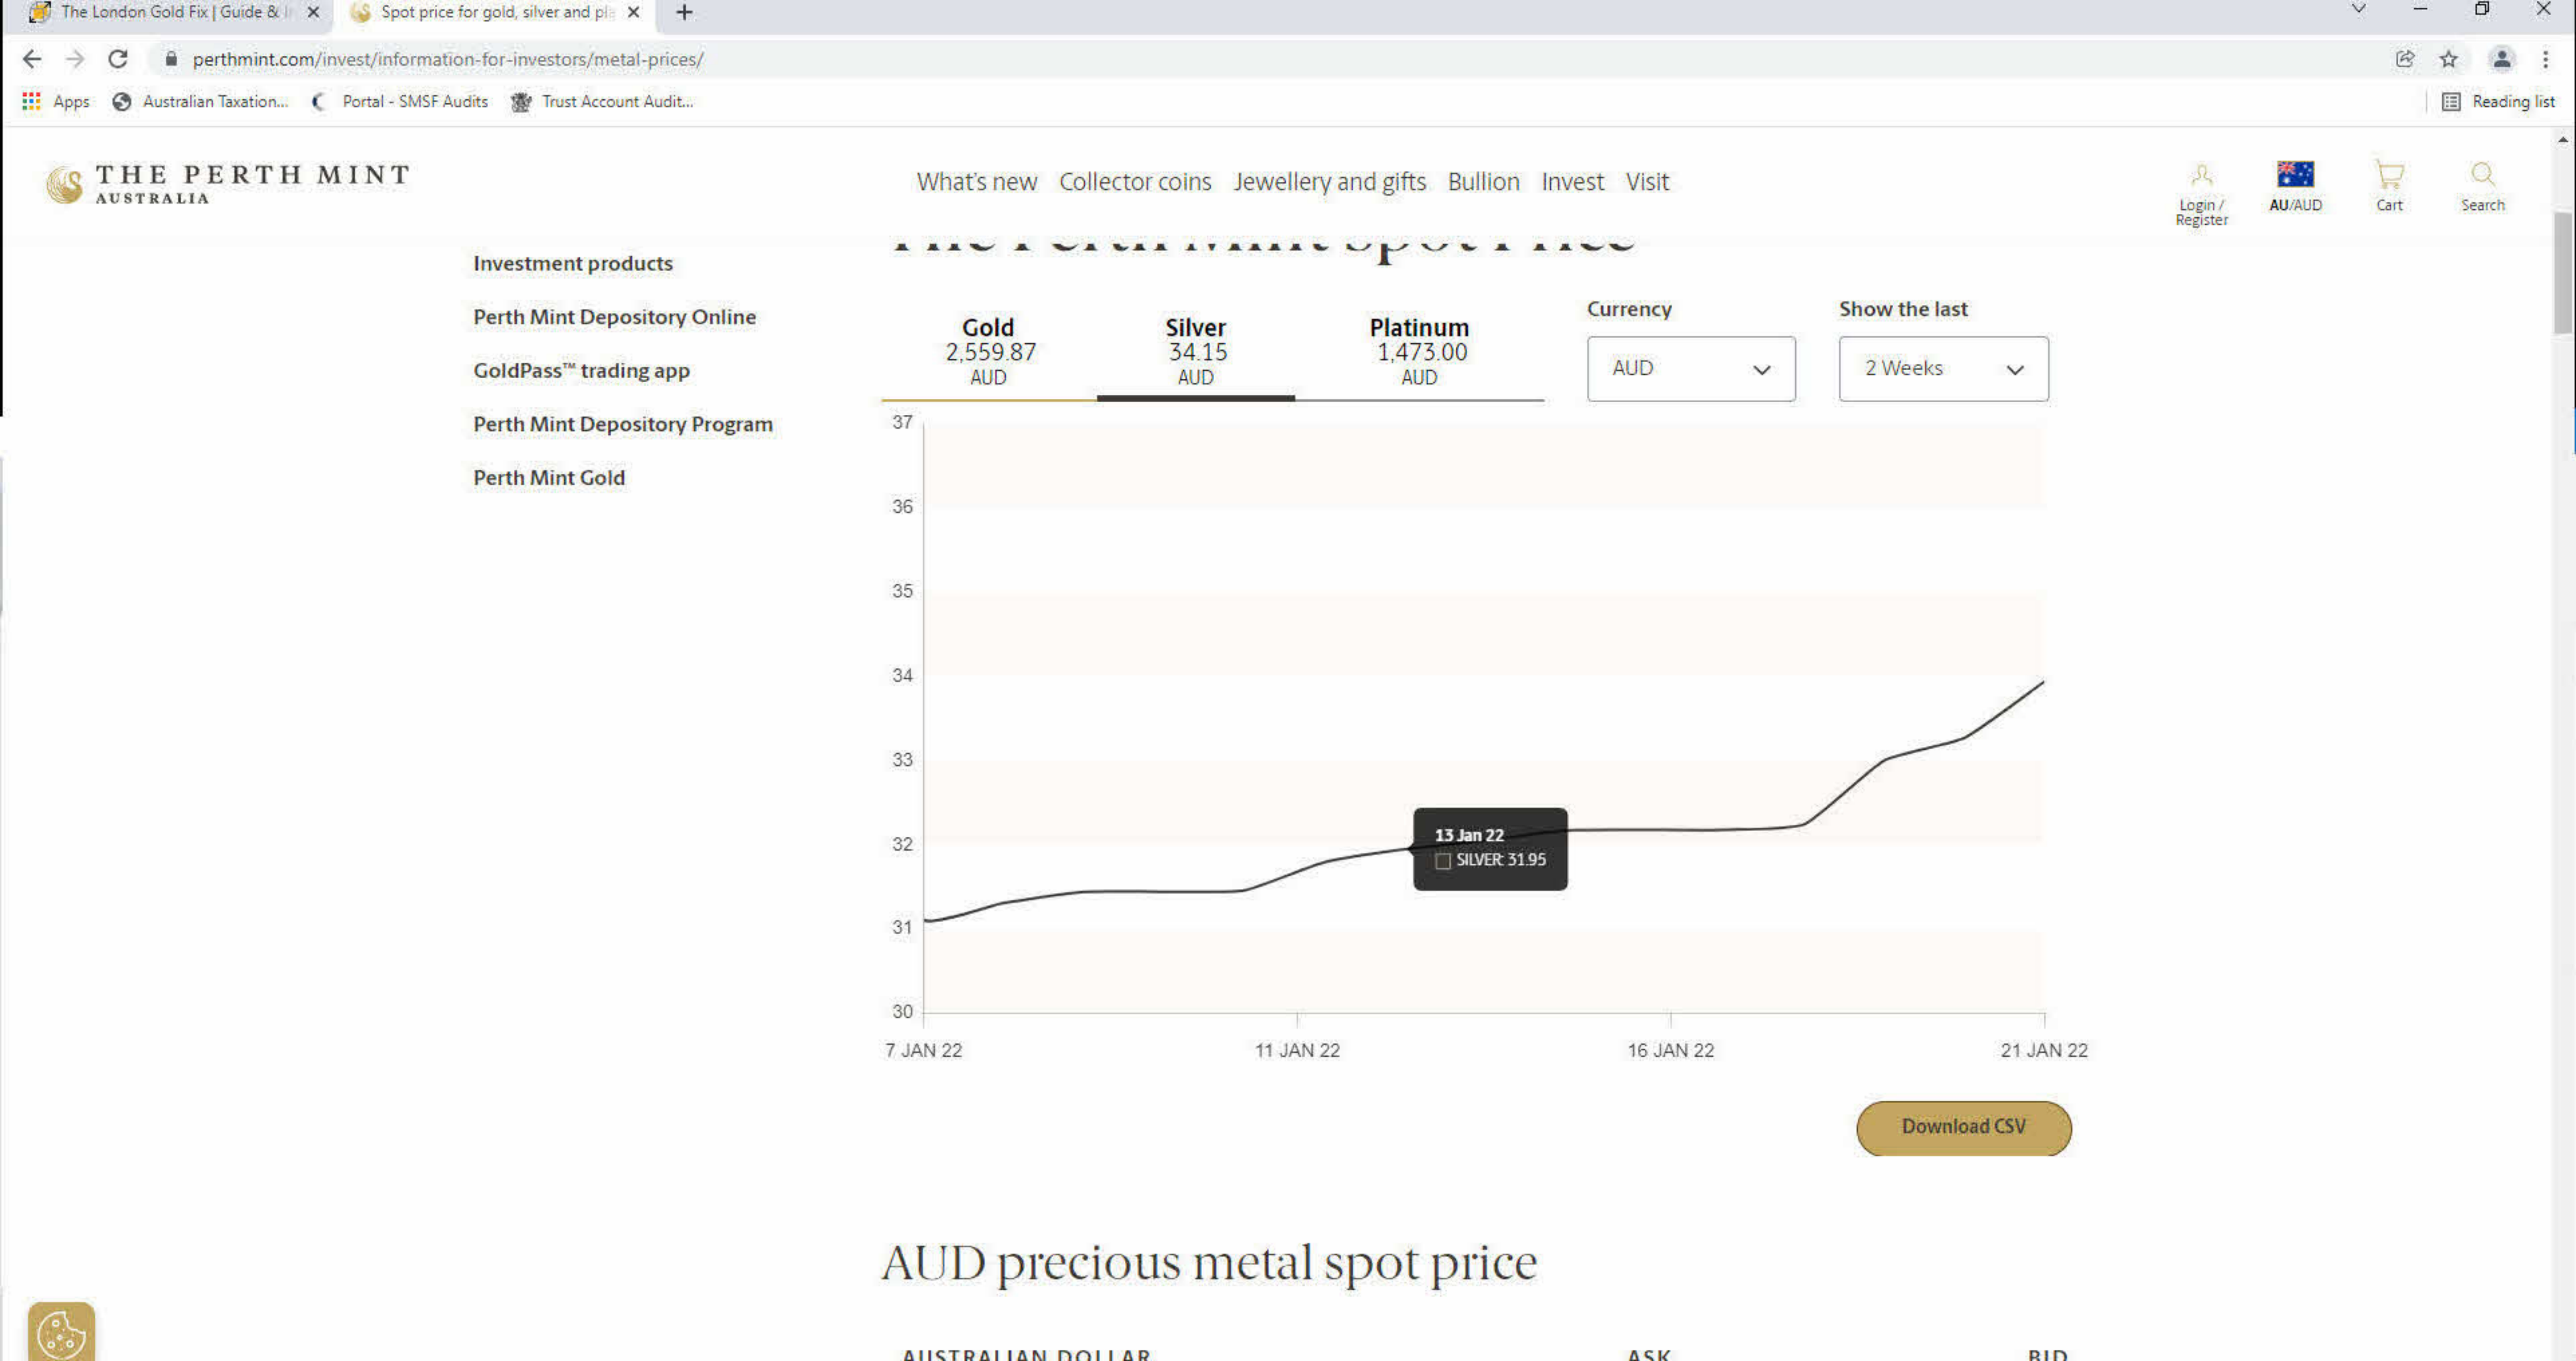 The London Gold Fix | Guide &
Spot price for gold, silver and pla
perthmint.com/invest/information-for-investors/metal-prices/
Apps
Australian Taxation...
Portal - SMSF Audits
Trust Account Audit...
Reading list
THE PERTH MINT
AUSTRALIA
What's new
Collector coins
Jewellery and gifts
Bullion
Invest
Visit
Login /
Register
AU/AUD
Cart
Search
The Perth Mint Spot Price
Investment products
Perth Mint Depository Online
GoldPass™ trading app
Perth Mint Depository Program
Perth Mint Gold
Gold
2,559.87
AUD
Silver
34.15
AUD
Platinum
1,473.00
AUD
Currency
AUD
Show the last
2 Weeks
37
36
35
34
33
32
31
30
13 Jan 22
SILVER: 31.95
7 JAN 22
11 JAN 22
16 JAN 22
21 JAN 22
Download CSV
AUD precious metal spot price
AUSTRALIAN DOLLAR
ASK
BID